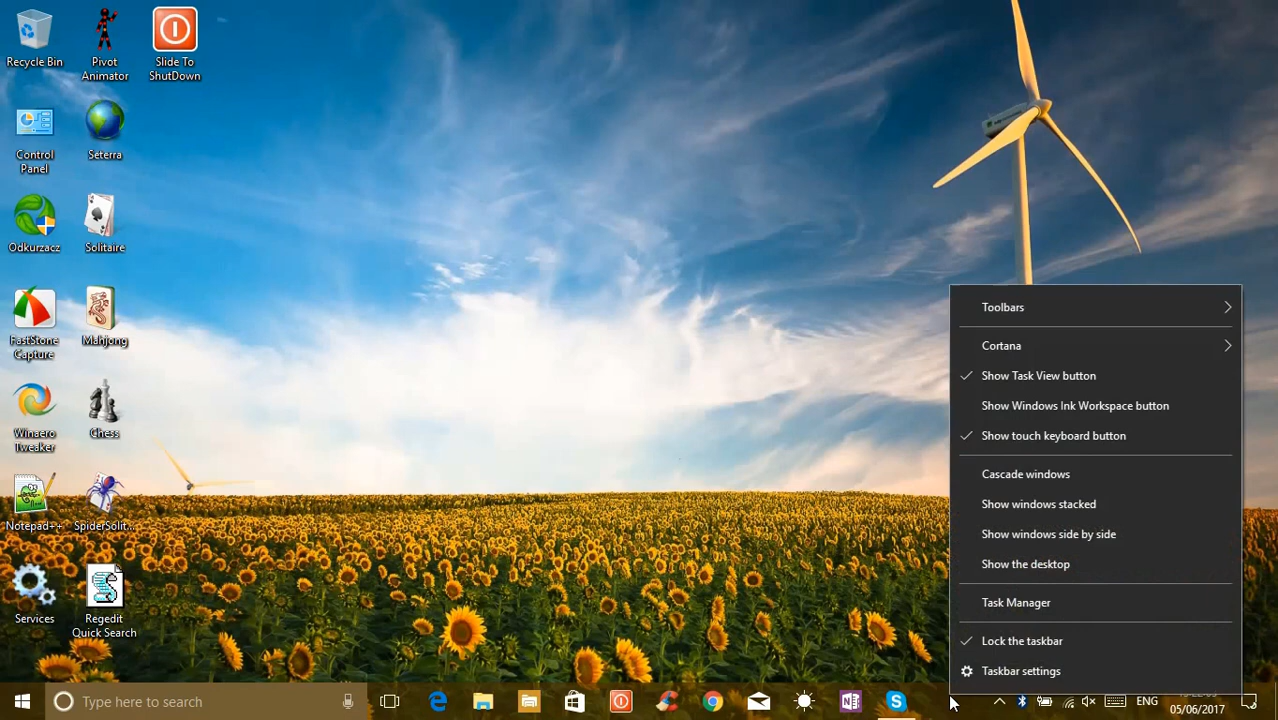 Recycle Bin
Pivot
Animator
Slide To
ShutDown
Control
Panel
Seterra
Odkurzacz
Solitaire
FastStone
Capture
Mahjong
Winaero
Tweaker
Chess
Notepad++
SpiderSolit...
Services
Regedit
Quick Search
Toolbars
Cortana
Show Task View button
Show Windows Ink Workspace button
Show touch keyboard button
Cascade windows
Show windows stacked
Show windows side by side
Show the desktop
Task Manager
Lock the taskbar
Taskbar settings
Type here to search
ENG
05/06/2017